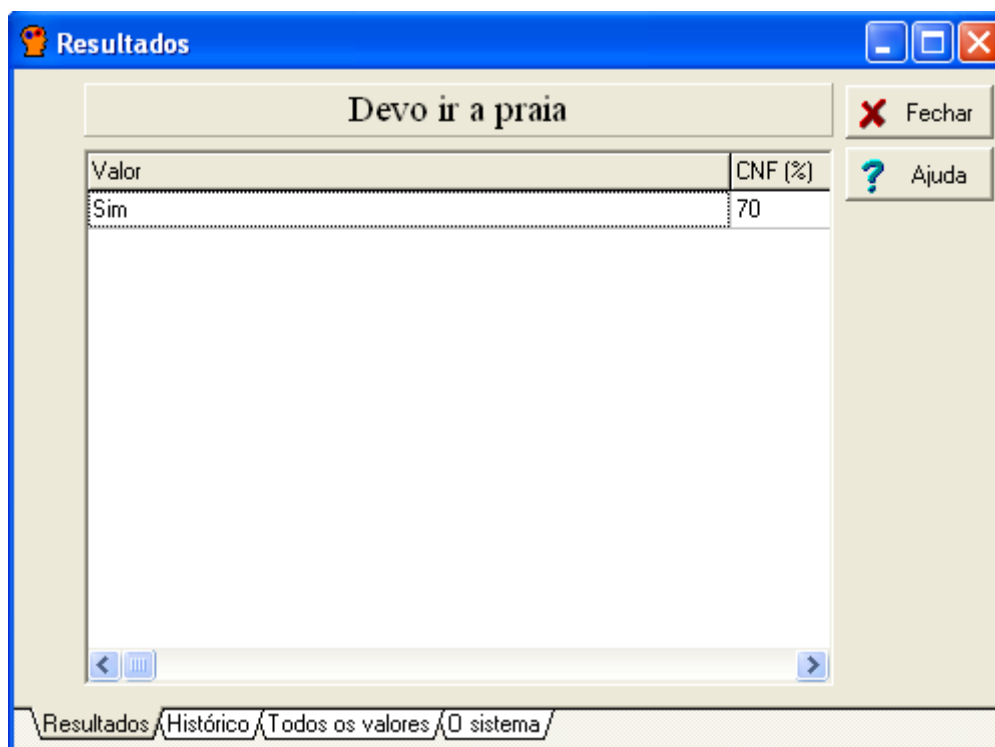 Resultados
Devo ir a praia
Fechar
Valor CNF (%)
Ajuda
Sim 70
Resultados Histórico Todos os valores O sistema